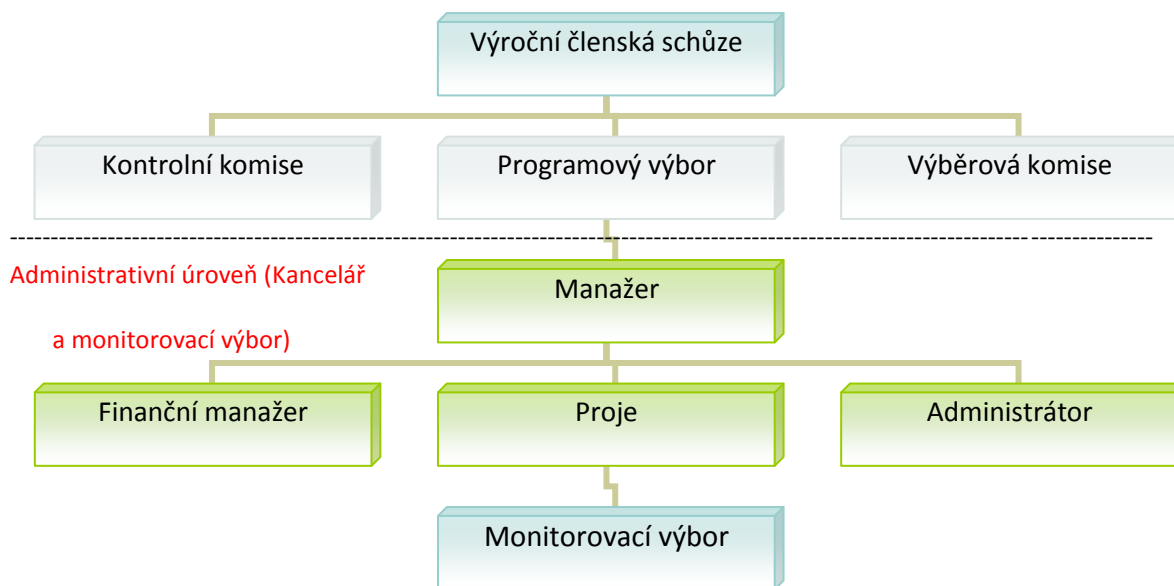 Výroční členská schůze
Kontrolní komise
Programový výbor
Výběrová komise
Administrativní úroveň (Kancelář
a monitorovací výbor)
Manažer
Finanční manažer
Proje
Administrátor
Monitorovací výbor